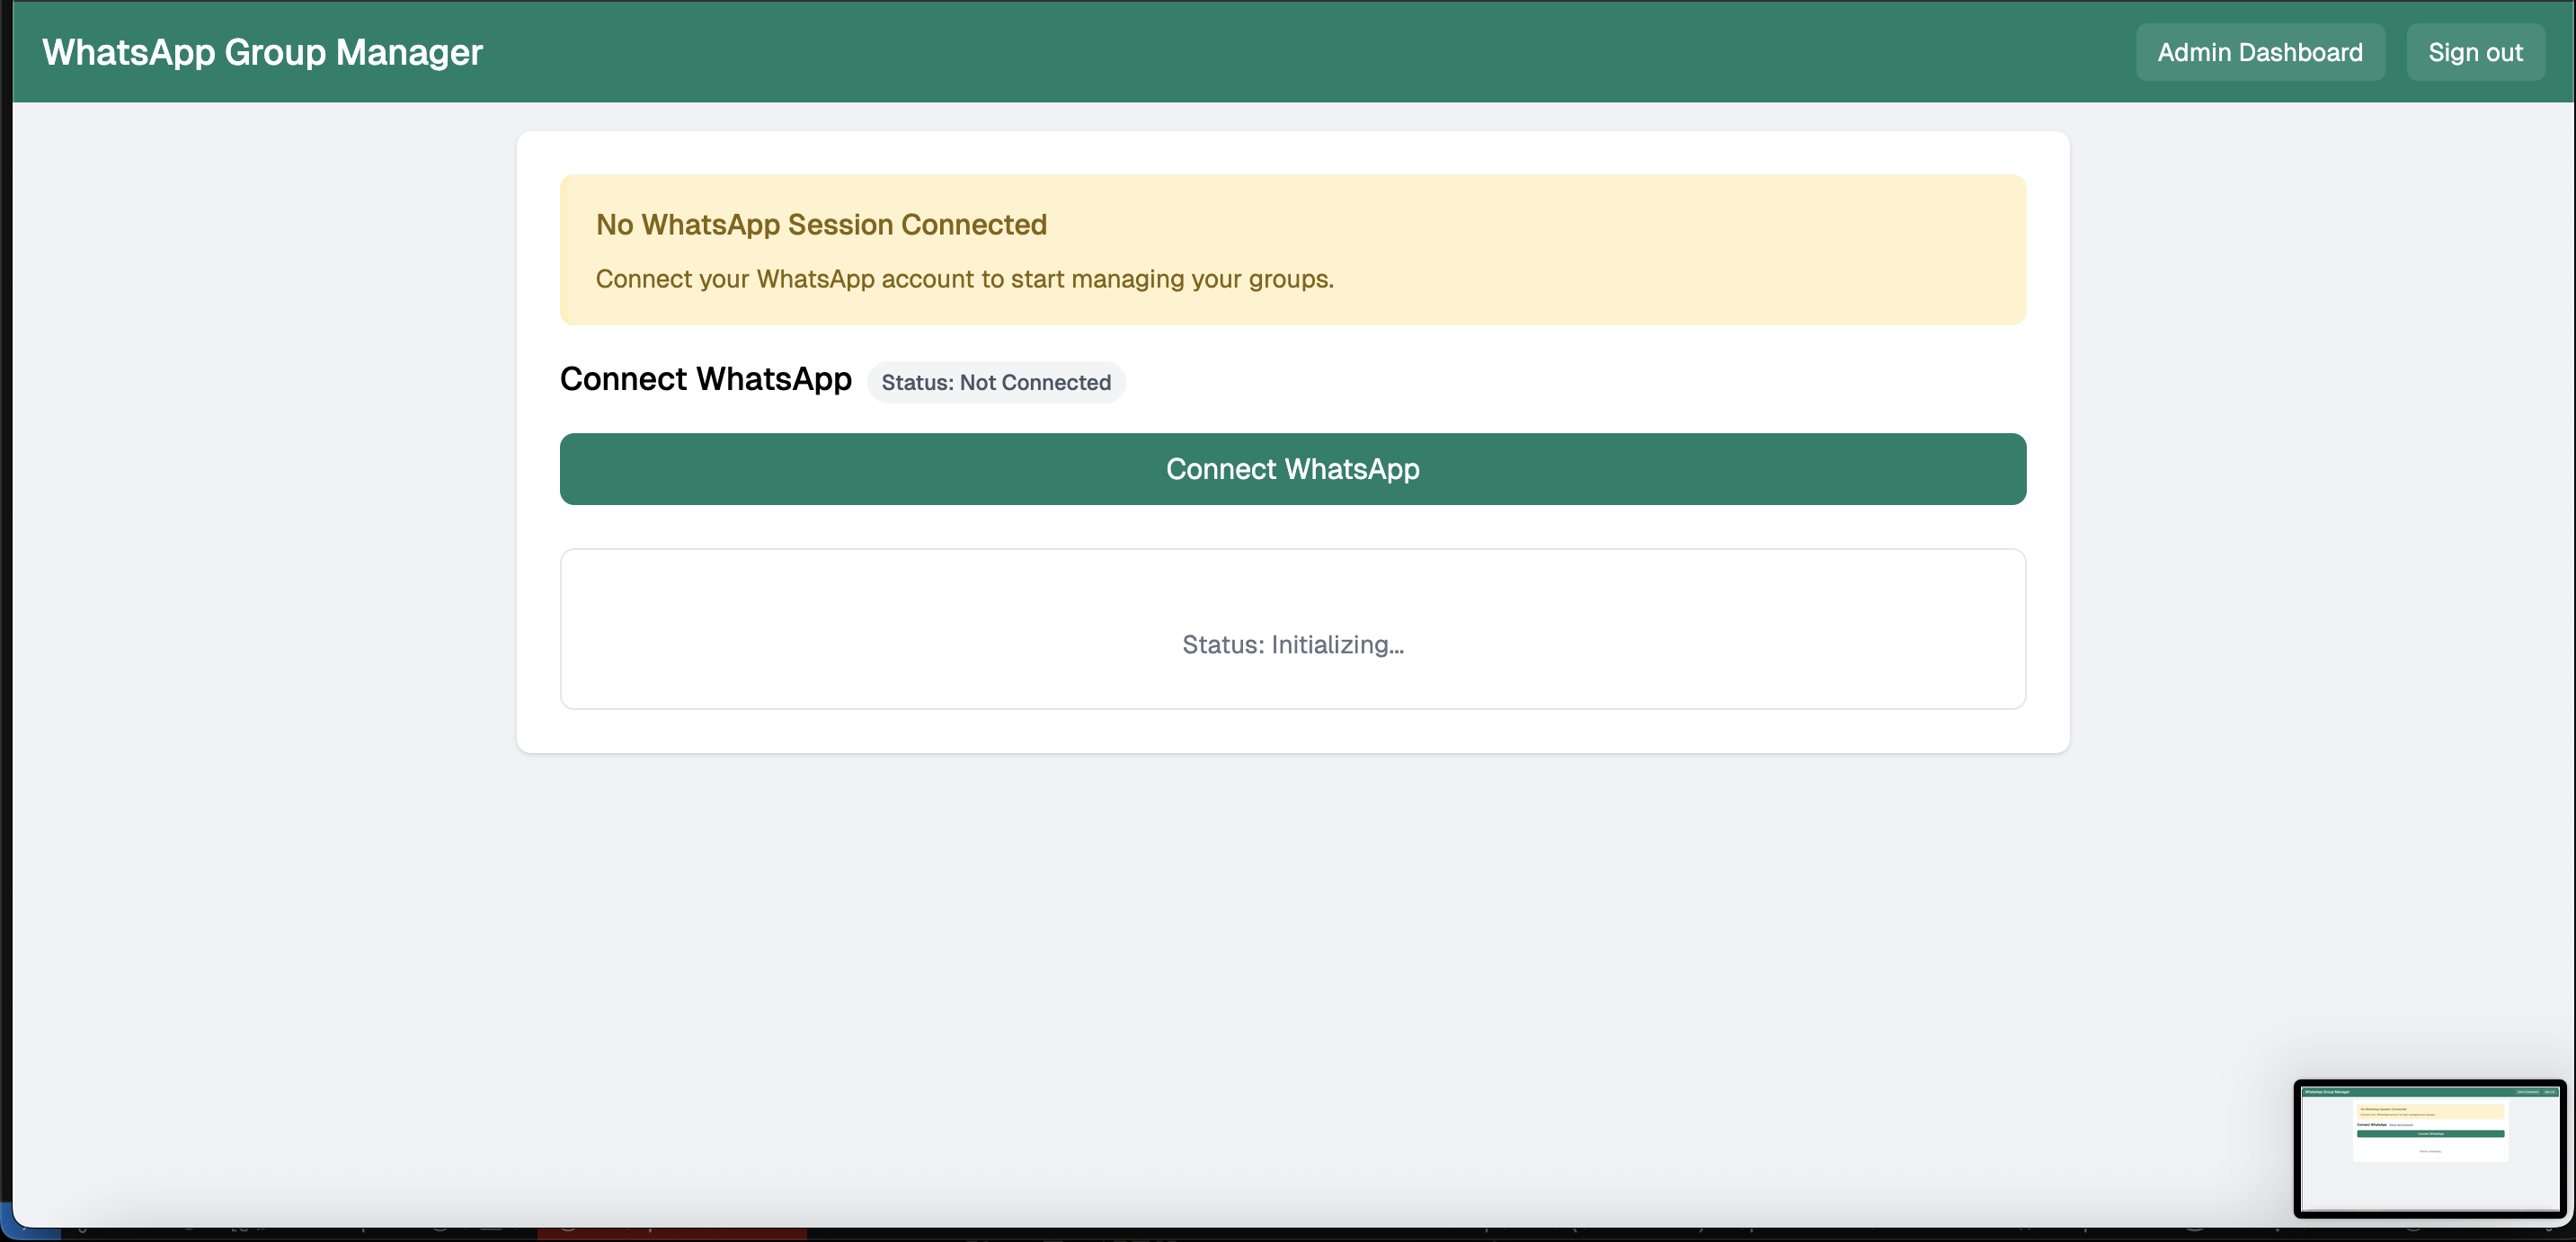 WhatsApp Group Manager
Admin Dashboard
Sign out
No WhatsApp Session Connected
Connect your WhatsApp account to start managing your groups.
Connect WhatsApp
Status: Not Connected
Connect WhatsApp
Status: Initializing...